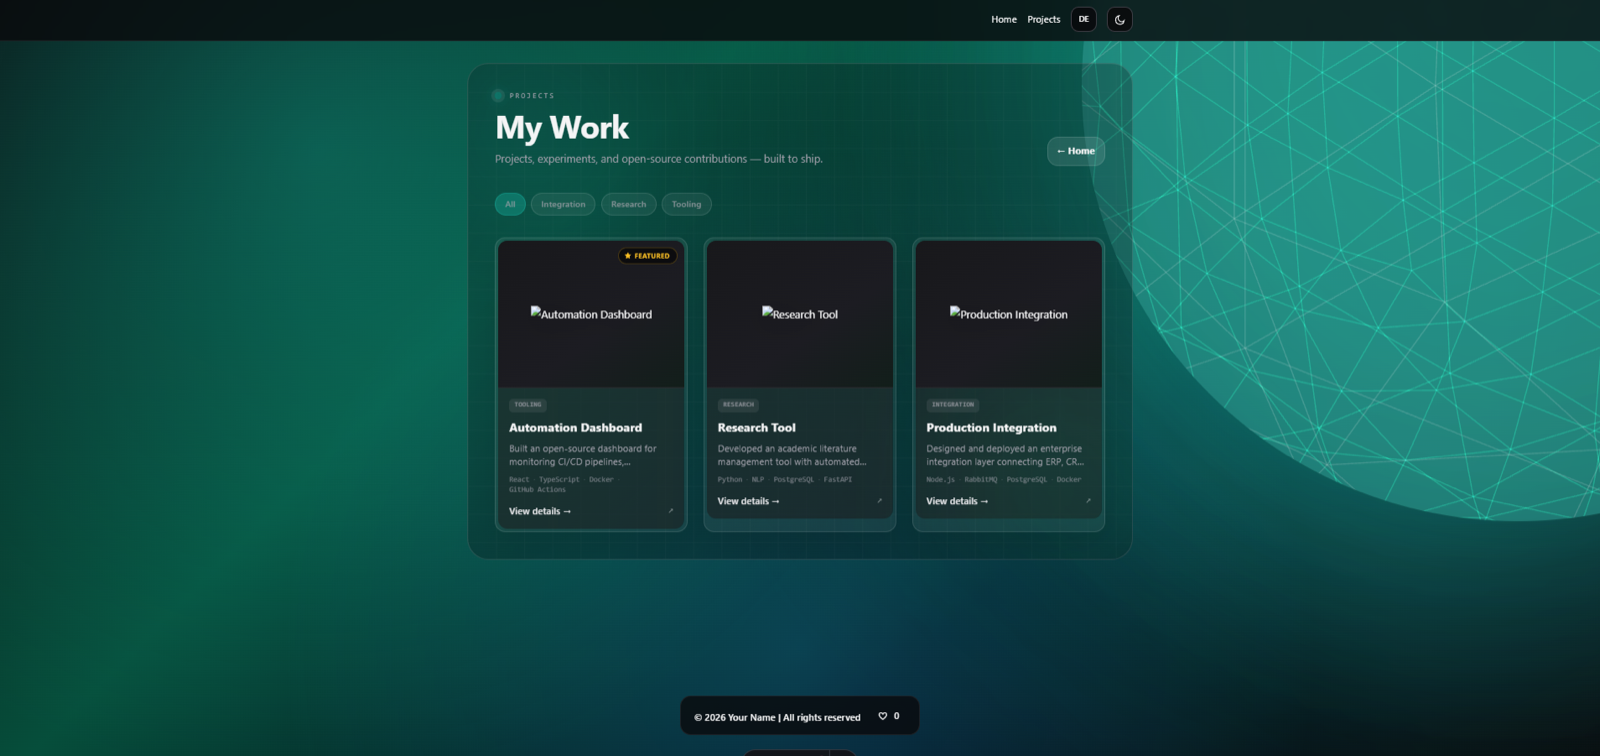 Home Projects DE
PROJECTS
My Work
Projects, experiments, and open-source contributions — built to ship.
← Home
All Integration Research Tooling
★ FEATURED
Automation Dashboard
Research Tool
Production Integration
TOOLING
Automation Dashboard
Built an open-source dashboard for
monitoring CI/CD pipelines,...
React · TypeScript · Docker ·
GitHub Actions
View details → ↗
RESEARCH
Research Tool
Developed an academic literature
management tool with automated...
Python · NLP · PostgreSQL · FastAPI
View details → ↗
INTEGRATION
Production Integration
Designed and deployed an enterprise
integration layer connecting ERP, CR...
Node.js · RabbitMQ · PostgreSQL · Docker
View details → ↗
© 2026 Your Name | All rights reserved ♡ 0